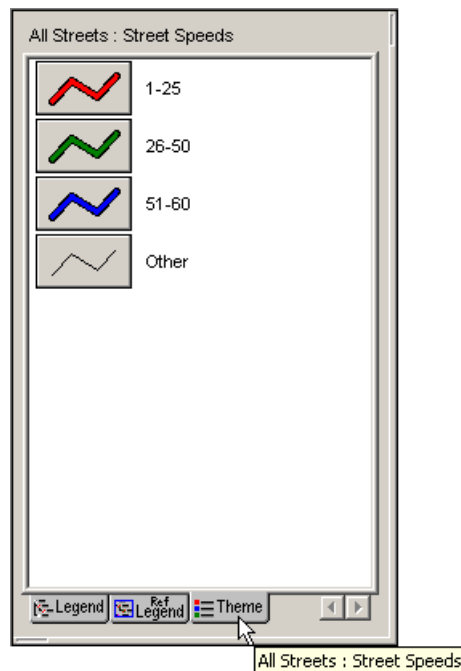 All Streets : Street Speeds
1-25
26-50
51-60
Other
Legend
Ref Legend
Theme
All Streets : Street Speeds